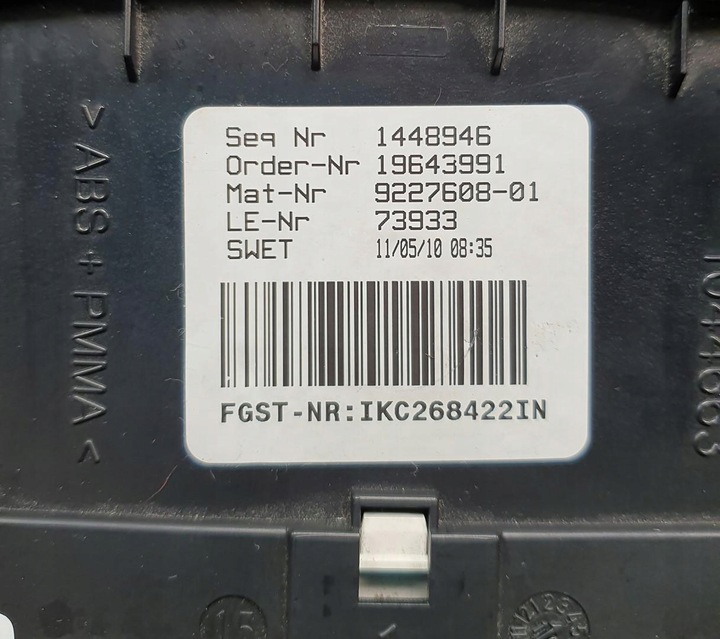 Seq Nr 1448946
Order-Nr 19643991
Mat-Nr 9227608-01
LE-Nr 73933
SWET 11/05/10 08:35
FGST-NR:IKC268422IN
> ABS + PMMA <
15